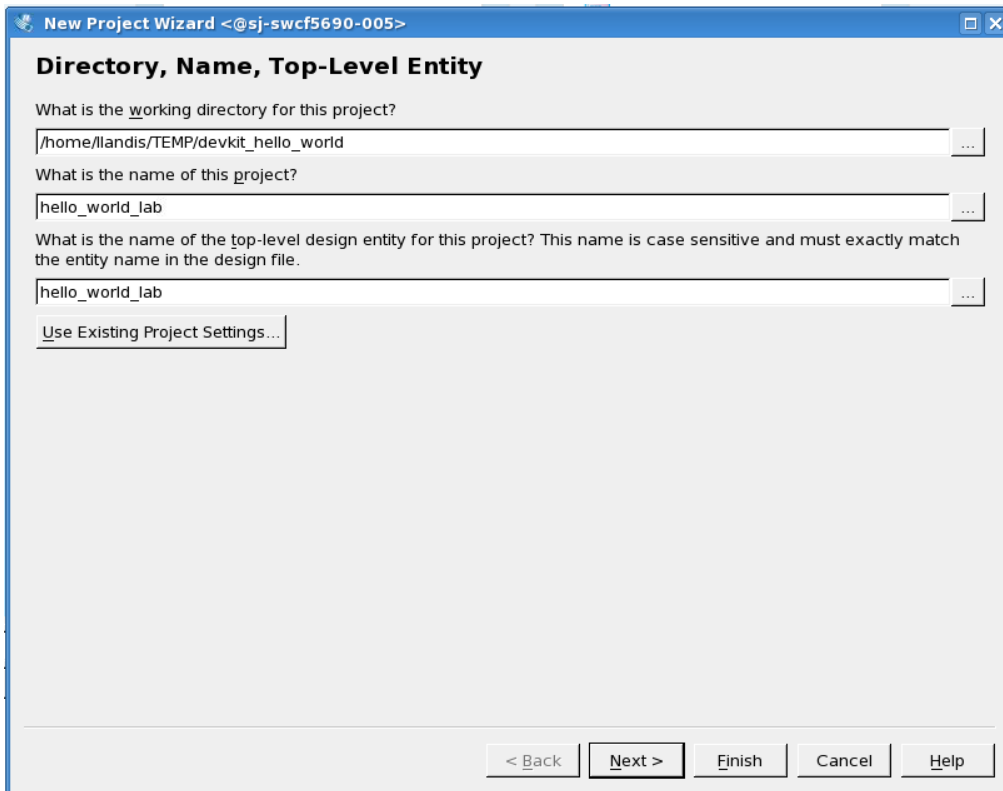 New Project Wizard <@sj-swcf5690-005>
Directory, Name, Top-Level Entity
What is the working directory for this project?
/home/llandis/TEMP/devkit_hello_world
...
What is the name of this project?
hello_world_lab
...
What is the name of the top-level design entity for this project? This name is case sensitive and must exactly match
the entity name in the design file.
hello_world_lab
...
Use Existing Project Settings...
< Back
Next >
Finish
Cancel
Help